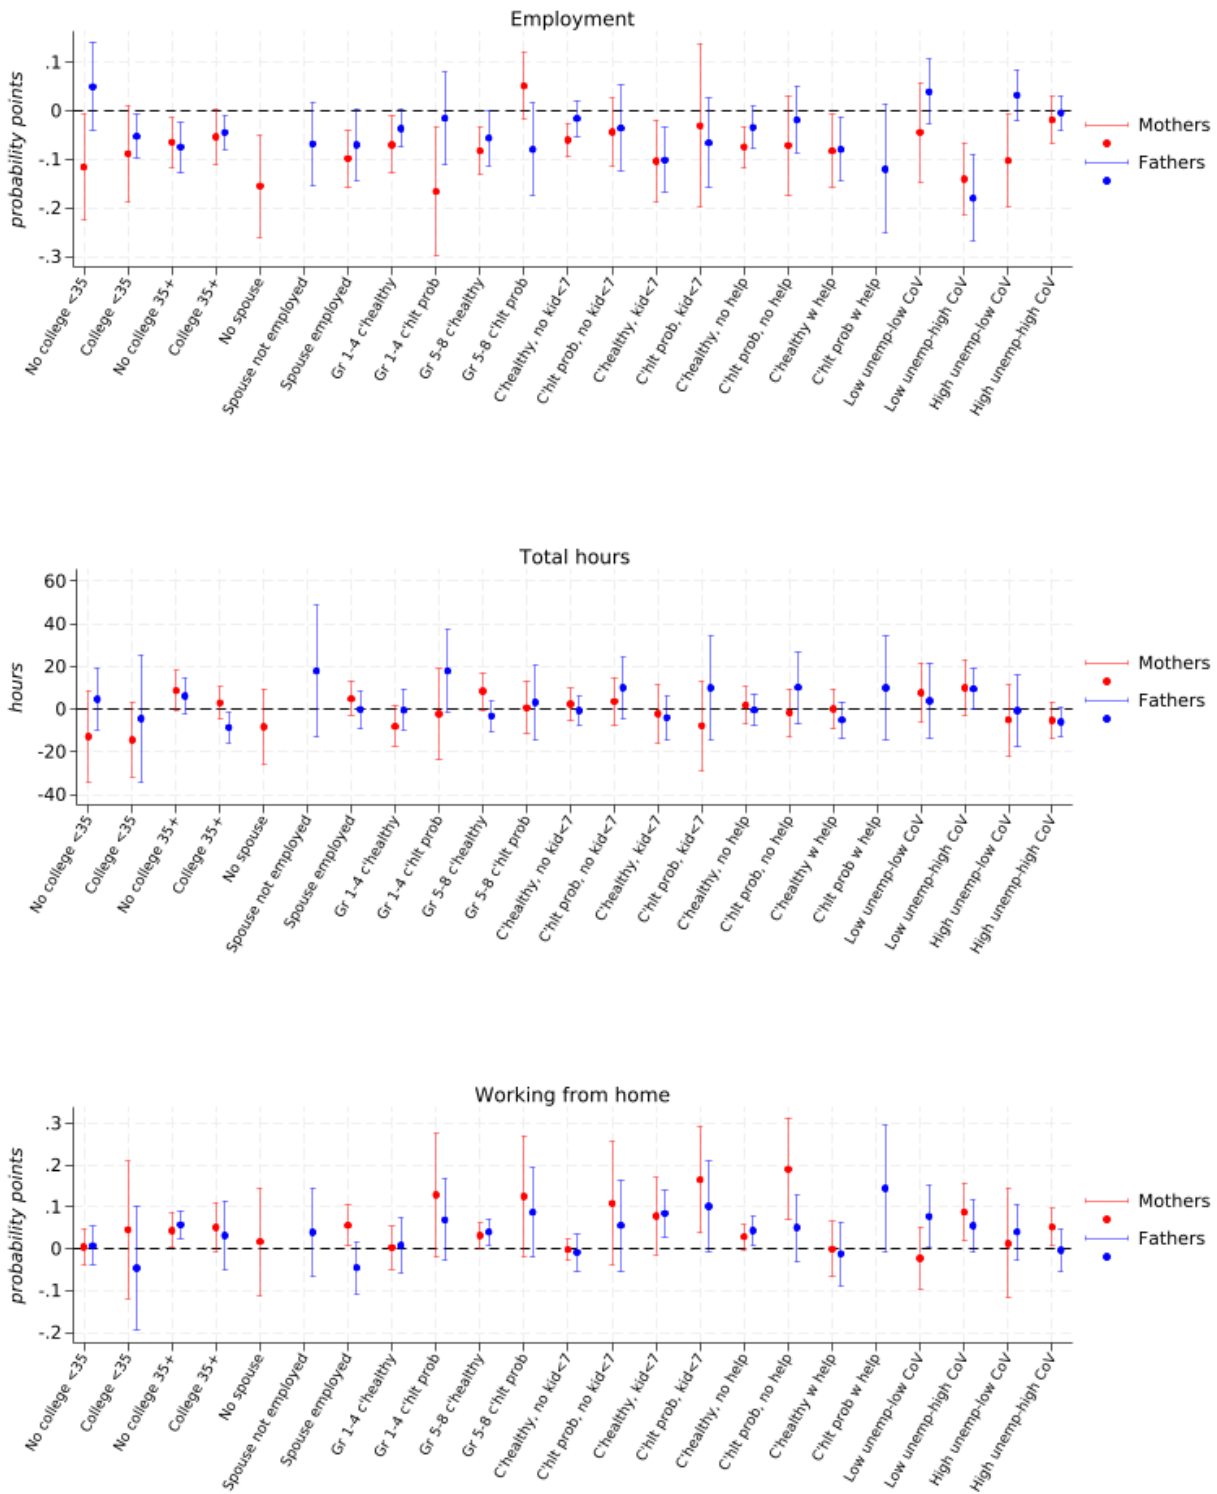 Employment
probability points
.1
0
-.1
-.2
-.3
No college <35
College <35
No college 35+
College 35+
No spouse
Spouse not employed
Spouse employed
Gr 1-4 c'healthy
Gr 1-4 c'hlt prob
Gr 5-8 c'healthy
Gr 5-8 c'hlt prob
C'healthy, no kid<7
C'hlt prob, no kid<7
C'healthy, kid<7
C'hlt prob, kid<7
C'healthy, no help
C'hlt prob, no help
C'healthy w help
C'hlt prob w help
Low unemp-low CoV
Low unemp-high CoV
High unemp-low CoV
High unemp-high CoV
Mothers
Fathers
Total hours
hours
60
40
20
0
-20
-40
No college <35
College <35
No college 35+
College 35+
No spouse
Spouse not employed
Spouse employed
Gr 1-4 c'healthy
Gr 1-4 c'hlt prob
Gr 5-8 c'healthy
Gr 5-8 c'hlt prob
C'healthy, no kid<7
C'hlt prob, no kid<7
C'healthy, kid<7
C'hlt prob, kid<7
C'healthy, no help
C'hlt prob, no help
C'healthy w help
C'hlt prob w help
Low unemp-low CoV
Low unemp-high CoV
High unemp-low CoV
High unemp-high CoV
Mothers
Fathers
Working from home
probability points
.3
.2
.1
0
-.1
-.2
No college <35
College <35
No college 35+
College 35+
No spouse
Spouse not employed
Spouse employed
Gr 1-4 c'healthy
Gr 1-4 c'hlt prob
Gr 5-8 c'healthy
Gr 5-8 c'hlt prob
C'healthy, no kid<7
C'hlt prob, no kid<7
C'healthy, kid<7
C'hlt prob, kid<7
C'healthy, no help
C'hlt prob, no help
C'healthy w help
C'hlt prob w help
Low unemp-low CoV
Low unemp-high CoV
High unemp-low CoV
High unemp-high CoV
Mothers
Fathers